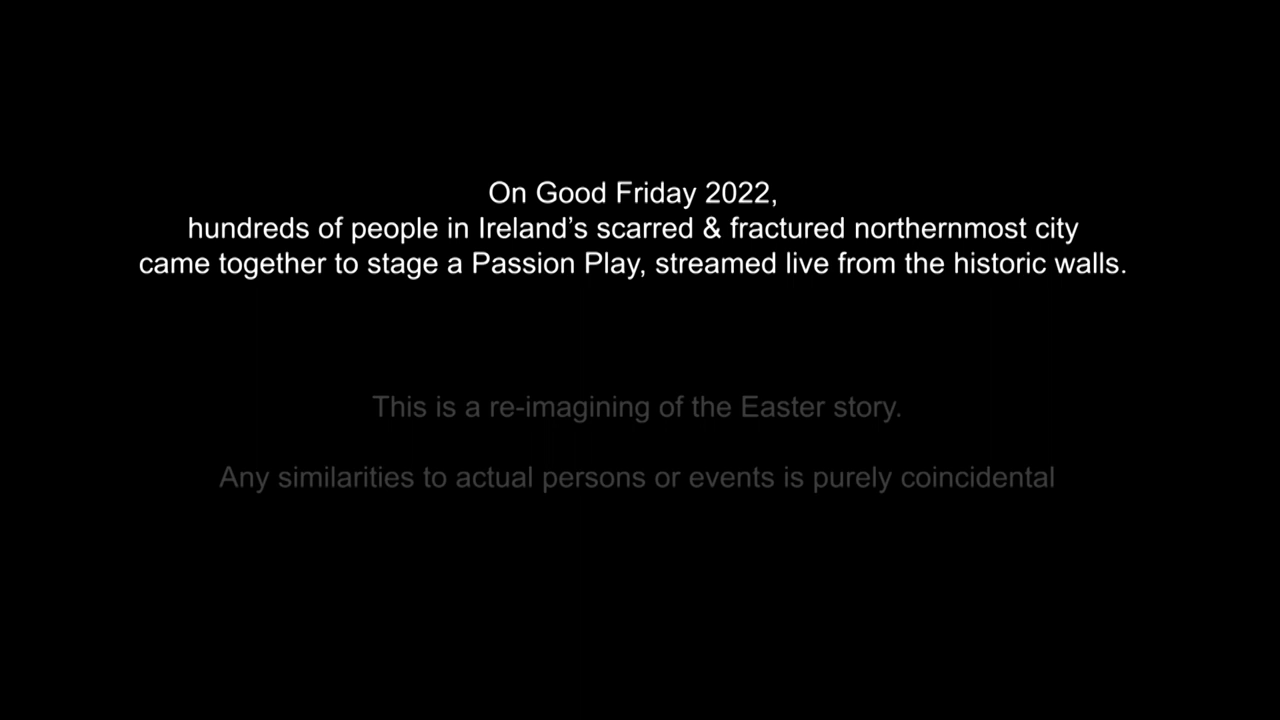 On Good Friday 2022,
hundreds of people in Ireland’s scarred & fractured northernmost city
came together to stage a Passion Play, streamed live from the historic walls.
This is a re-imagining of the Easter story.
Any similarities to actual persons or events is purely coincidental